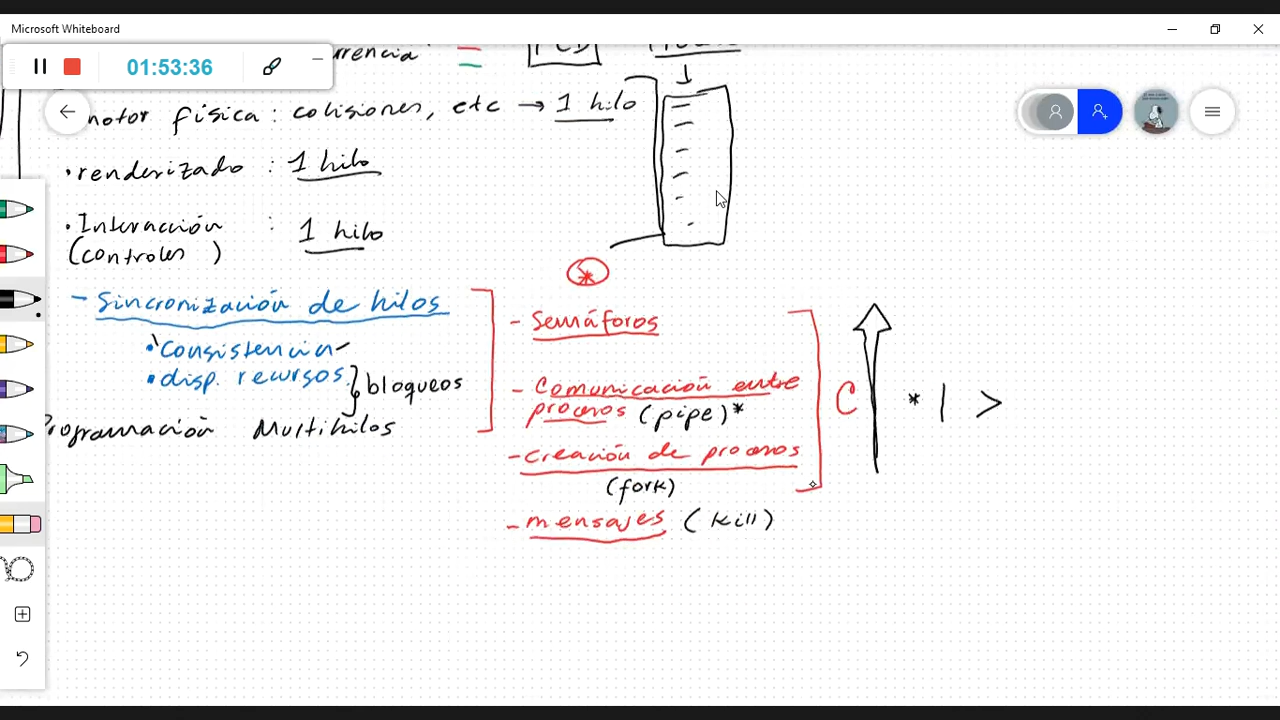 Microsoft Whiteboard
01:53:36
motor física : colisiones, etc → 1 hilo
• renderizado : 1 hilo
• Interacción : 1 hilo
(controles )
- Sincronización de hilos
• Consistencia
• disp. recursos
bloqueos
Programación Multihilos
*
- Semáforos
- Comunicación entre
procesos (pipe)*
- creación de procesos
(fork)
- mensajes (kill)
C
* | >